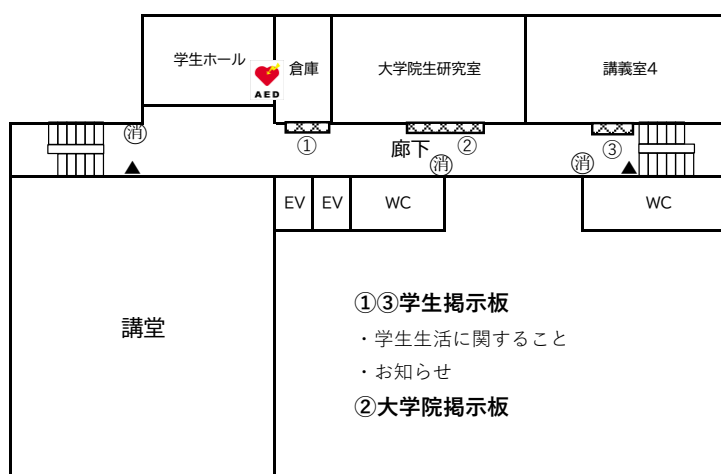 学生ホール
AED
倉庫
大学院生研究室
講義室4
消
①
廊下
②
消
消
③
EV
EV
WC
WC
講堂
①③学生掲示板
・学生生活に関すること
・お知らせ
②大学院掲示板